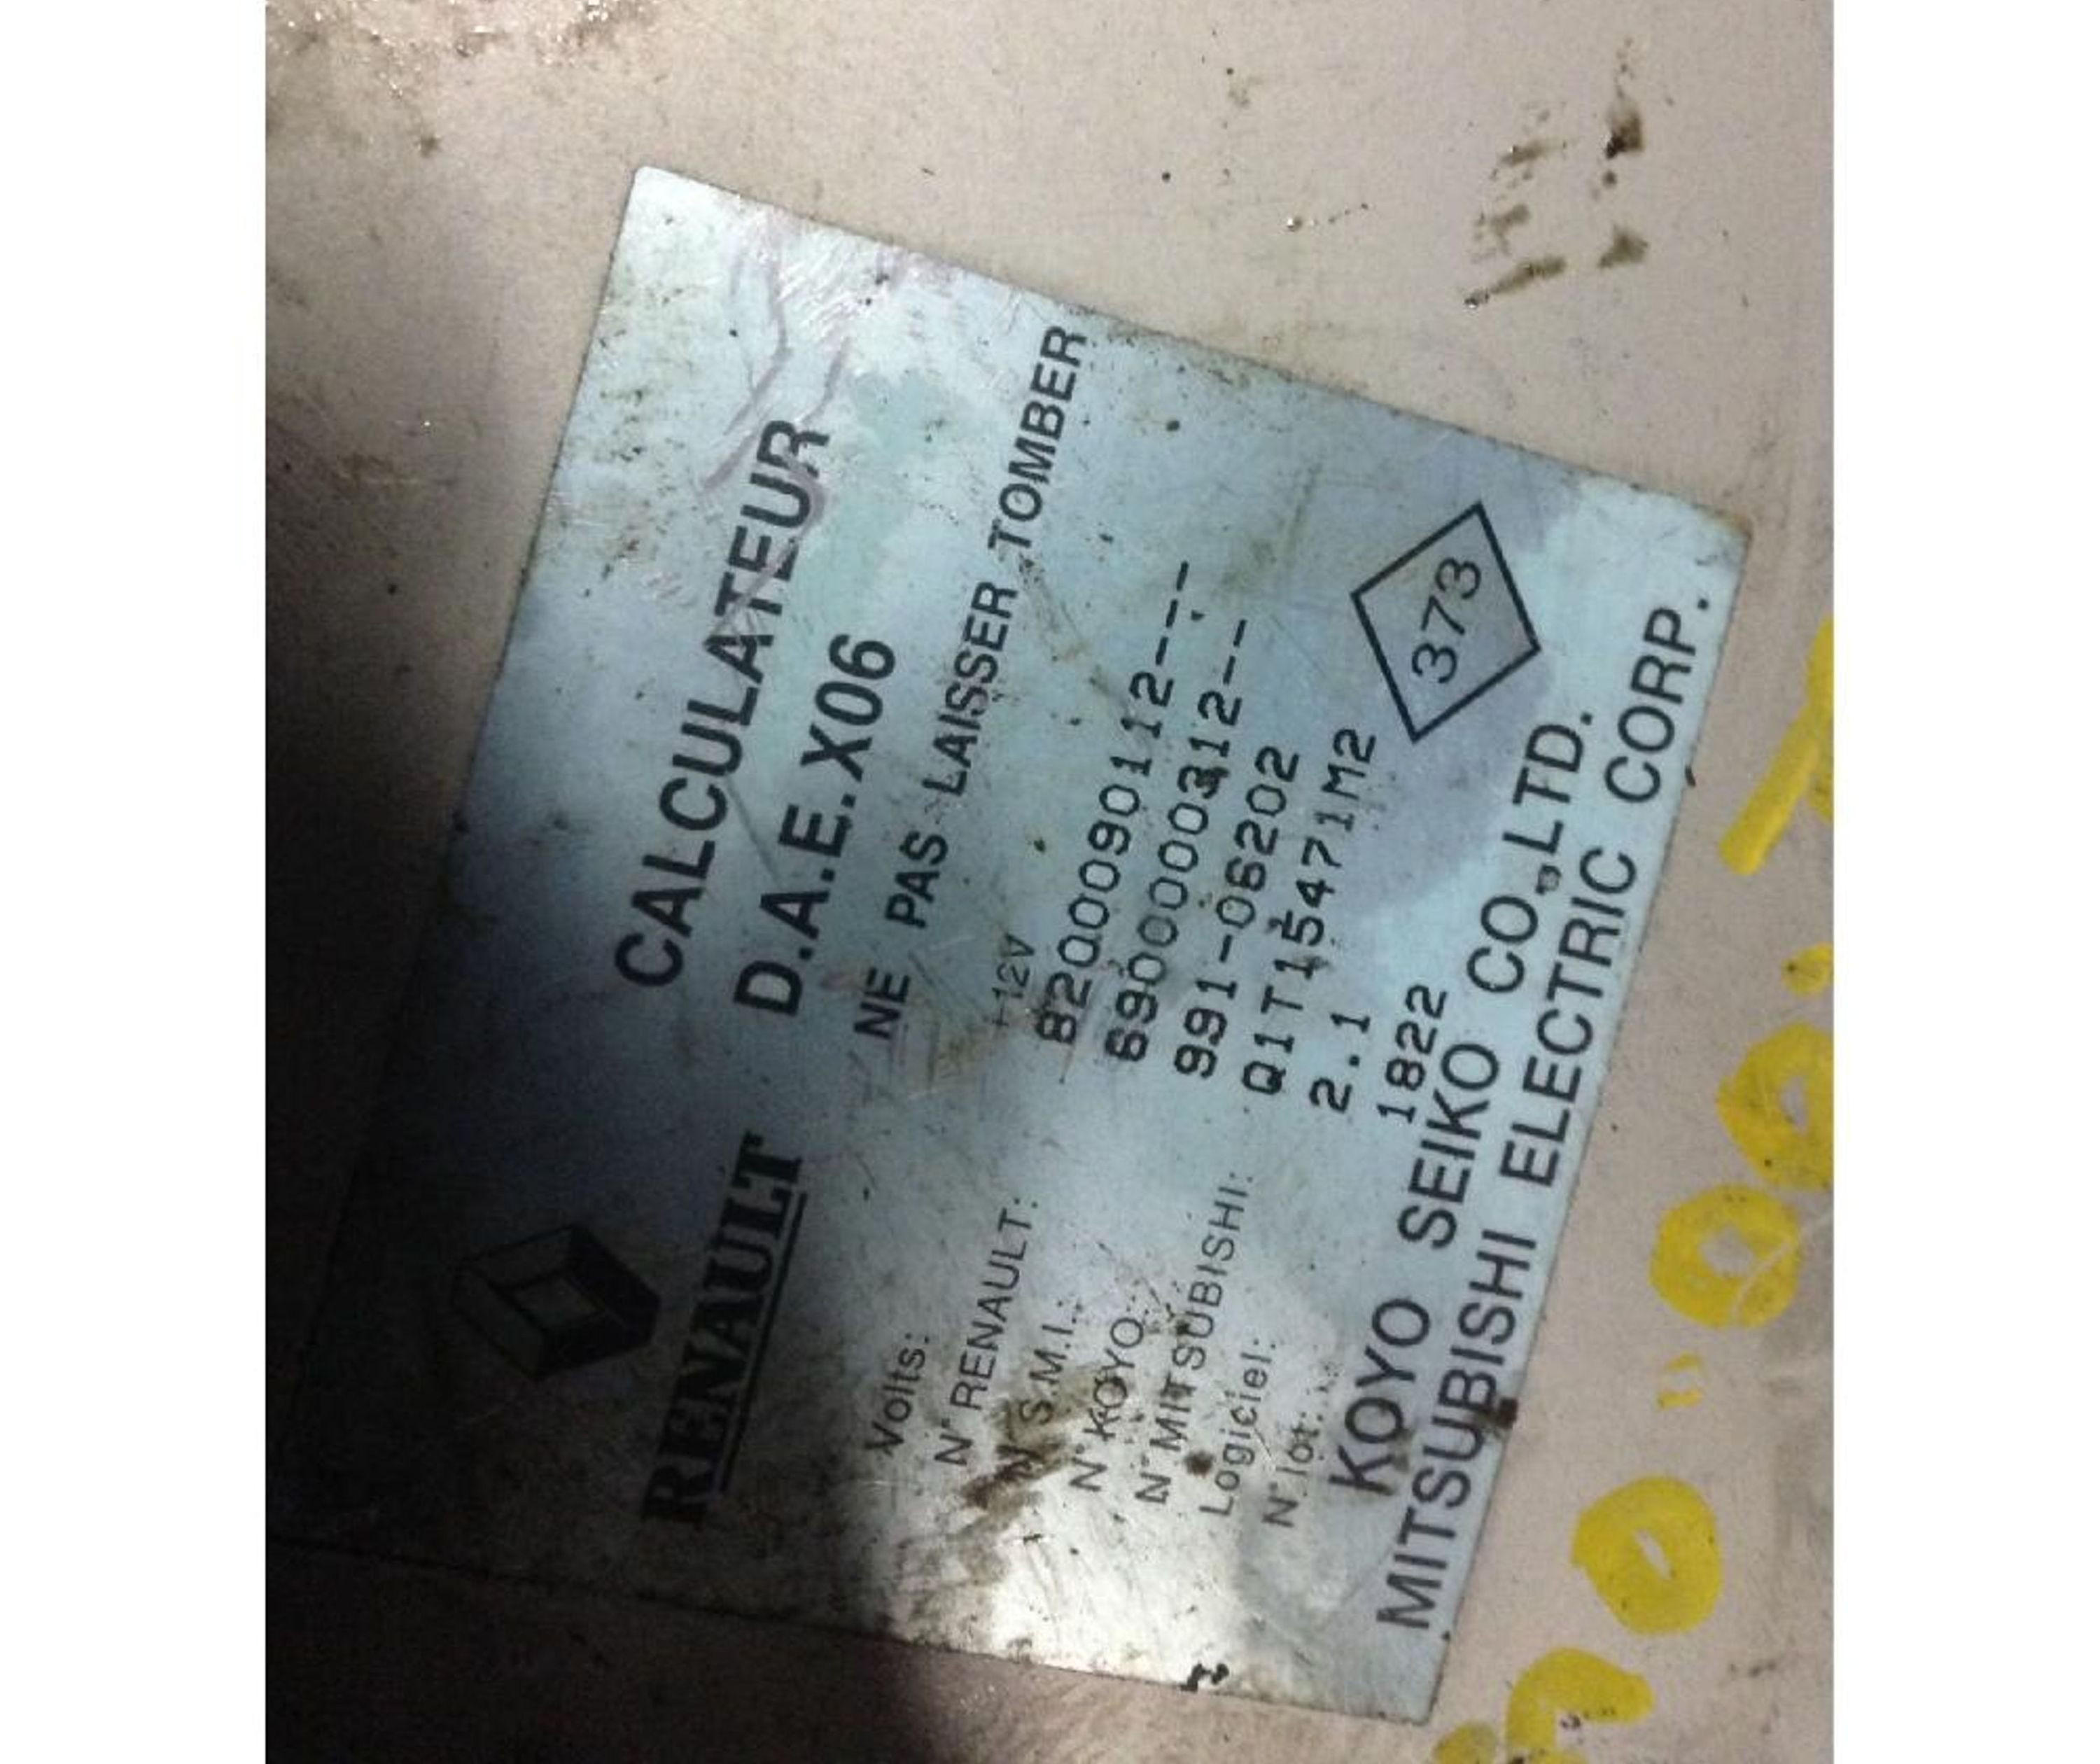 RENAULT
CALCULATEUR
D.A.E.X06
NE PAS LAISSER TOMBER
Volts: +12V
N° RENAULT: 8200090112----
N° S.M.I.: 6900000312---
N° KOYO: 991-06202
N° MITSUBISHI: Q1T15471M2
Logiciel: 2.1
N° lot: 1822
373
KOYO SEIKO CO.,LTD.
MITSUBISHI ELECTRIC CORP.